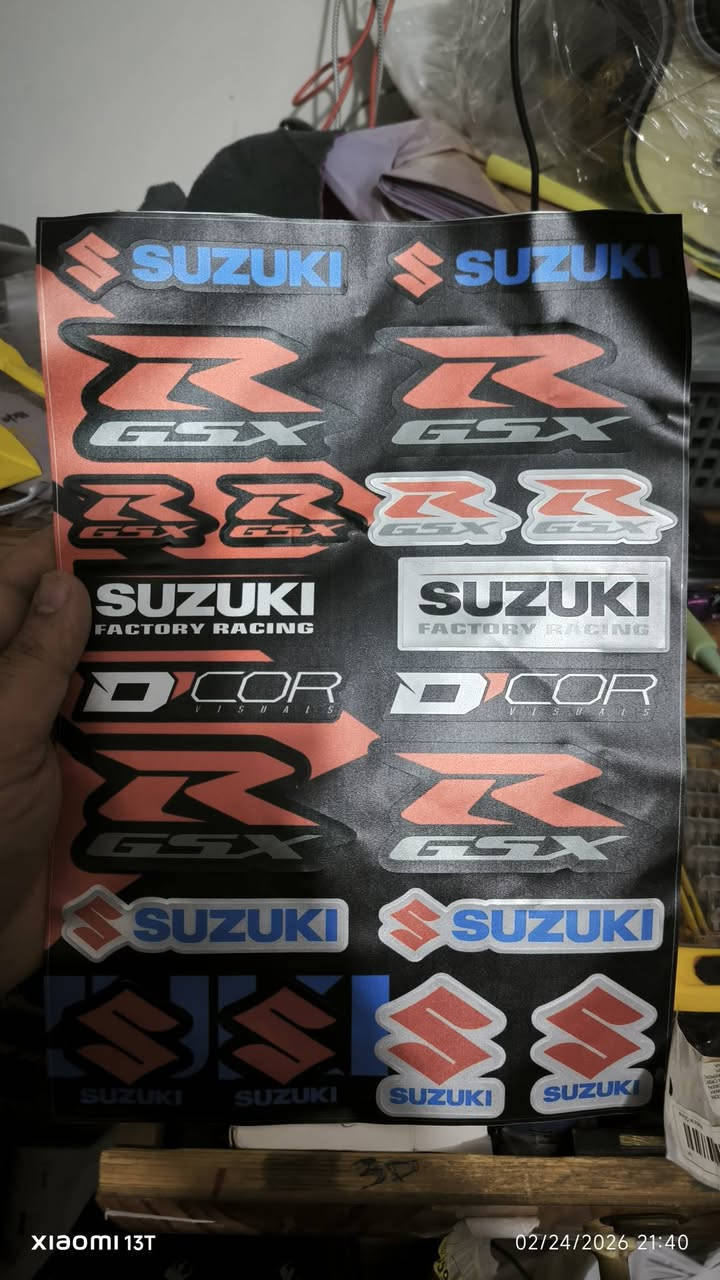 SUZUKI SUZUKI
R R
GSX GSX
R R R R
GSX GSX GSX GSX
SUZUKI SUZUKI
FACTORY RACING FACTORY RACING
D'COR D'COR
VISUALS VISUALS
R R
GSX GSX
SUZUKI SUZUKI
SUZUKI SUZUKI SUZUKI SUZUKI
3D
XIAOMI 13T 02/24/2026 21:40